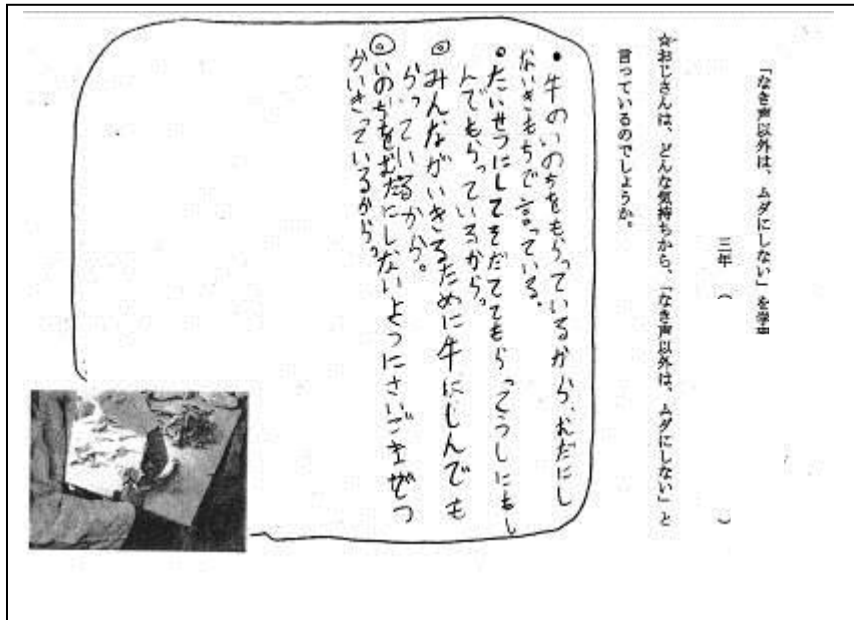 「なき声以外は、ムダにしない」を学
三年（　　　　　）
☆おじさんは、どんな気持ちから、「なき声以外は、ムダにしない」と
言っているのでしょうか。
・牛のいのちをもらっているから、むだにし
ないきもちで言っている。
・たいせつにしてそだててもらってうしにもし
んでもらっているから。
◎みんながいきるために牛にしんでも
らっているから。
◎いのちをむだにしないようにさいごまでつ
かいきっているから。